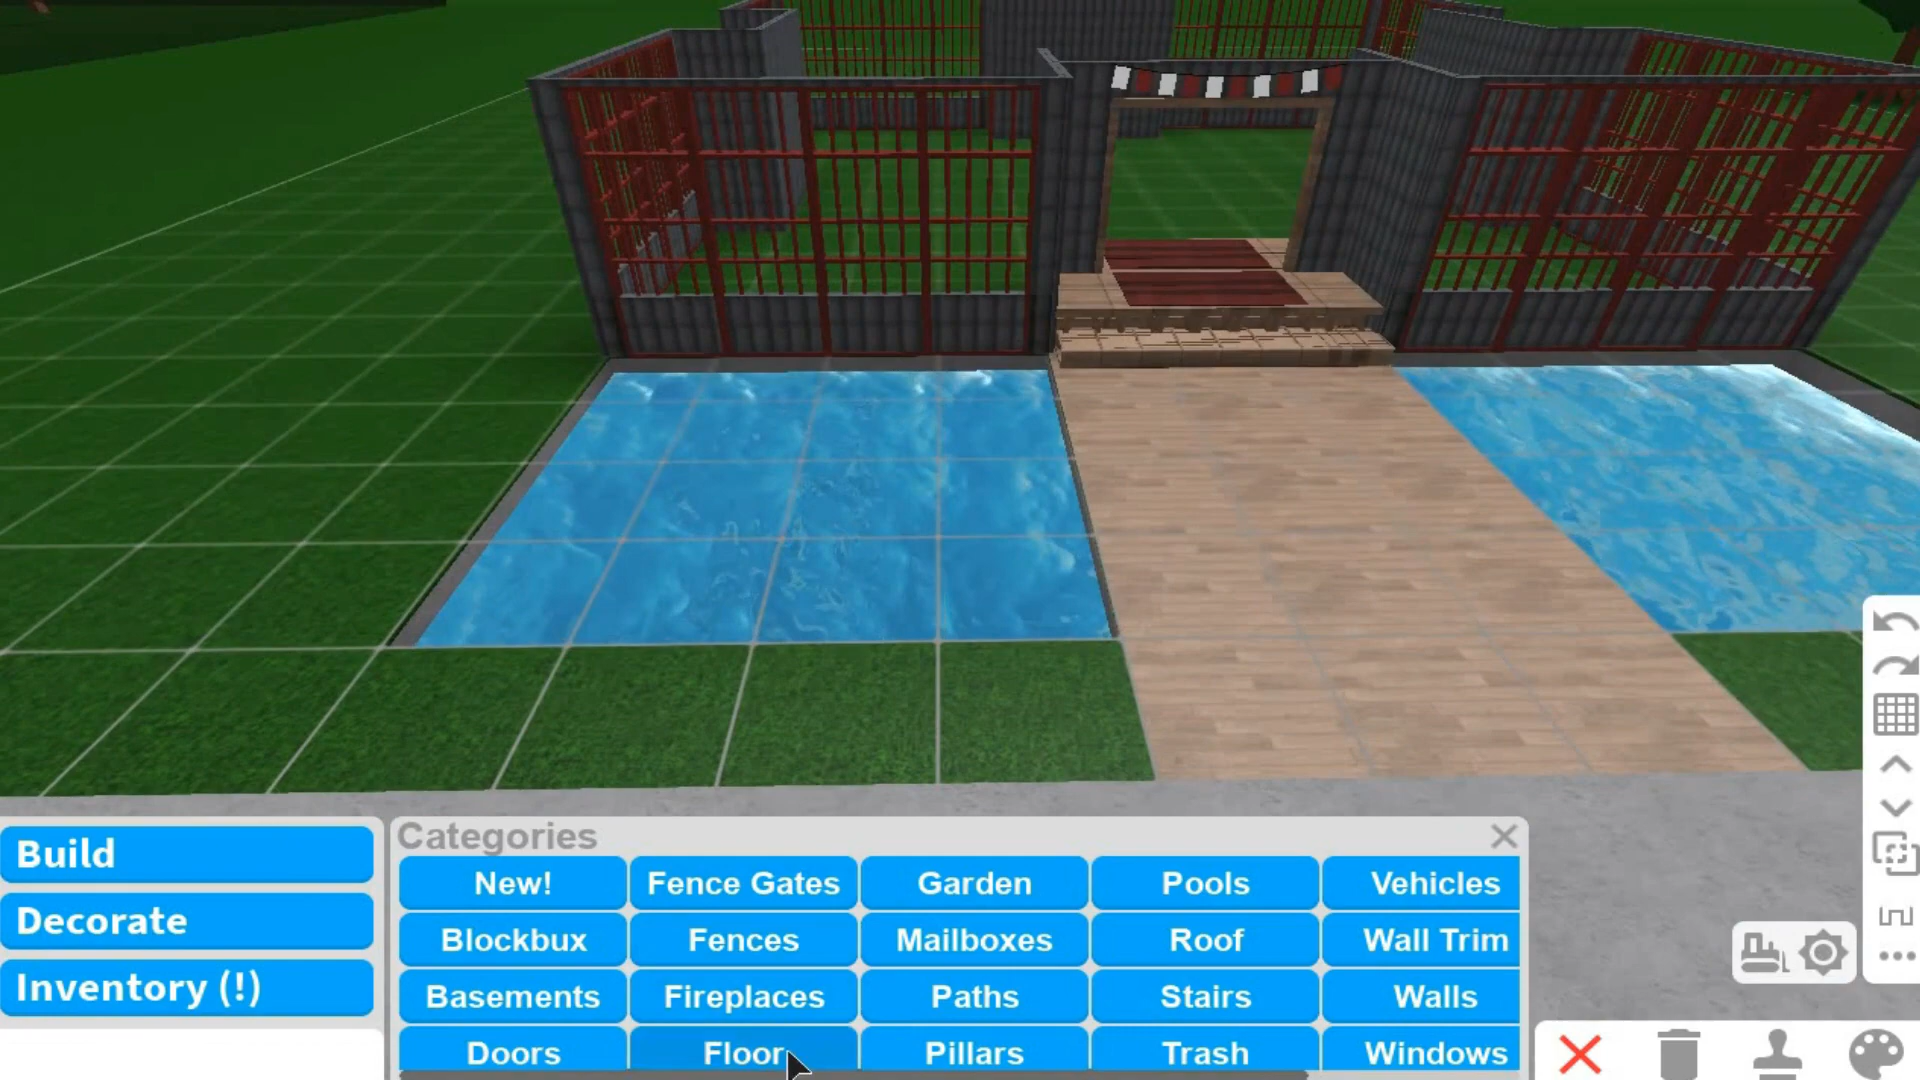 Build
Decorate
Inventory (!)
Categories
New!
Fence Gates
Garden
Pools
Vehicles
Blockbux
Fences
Mailboxes
Roof
Wall Trim
Basements
Fireplaces
Paths
Stairs
Walls
Doors
Floor
Pillars
Trash
Windows